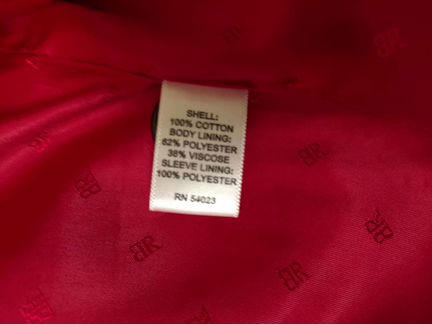 SHELL:
100% COTTON
BODY LINING:
62% POLYESTER
38% VISCOSE
SLEEVE LINING:
100% POLYESTER
RN 54023